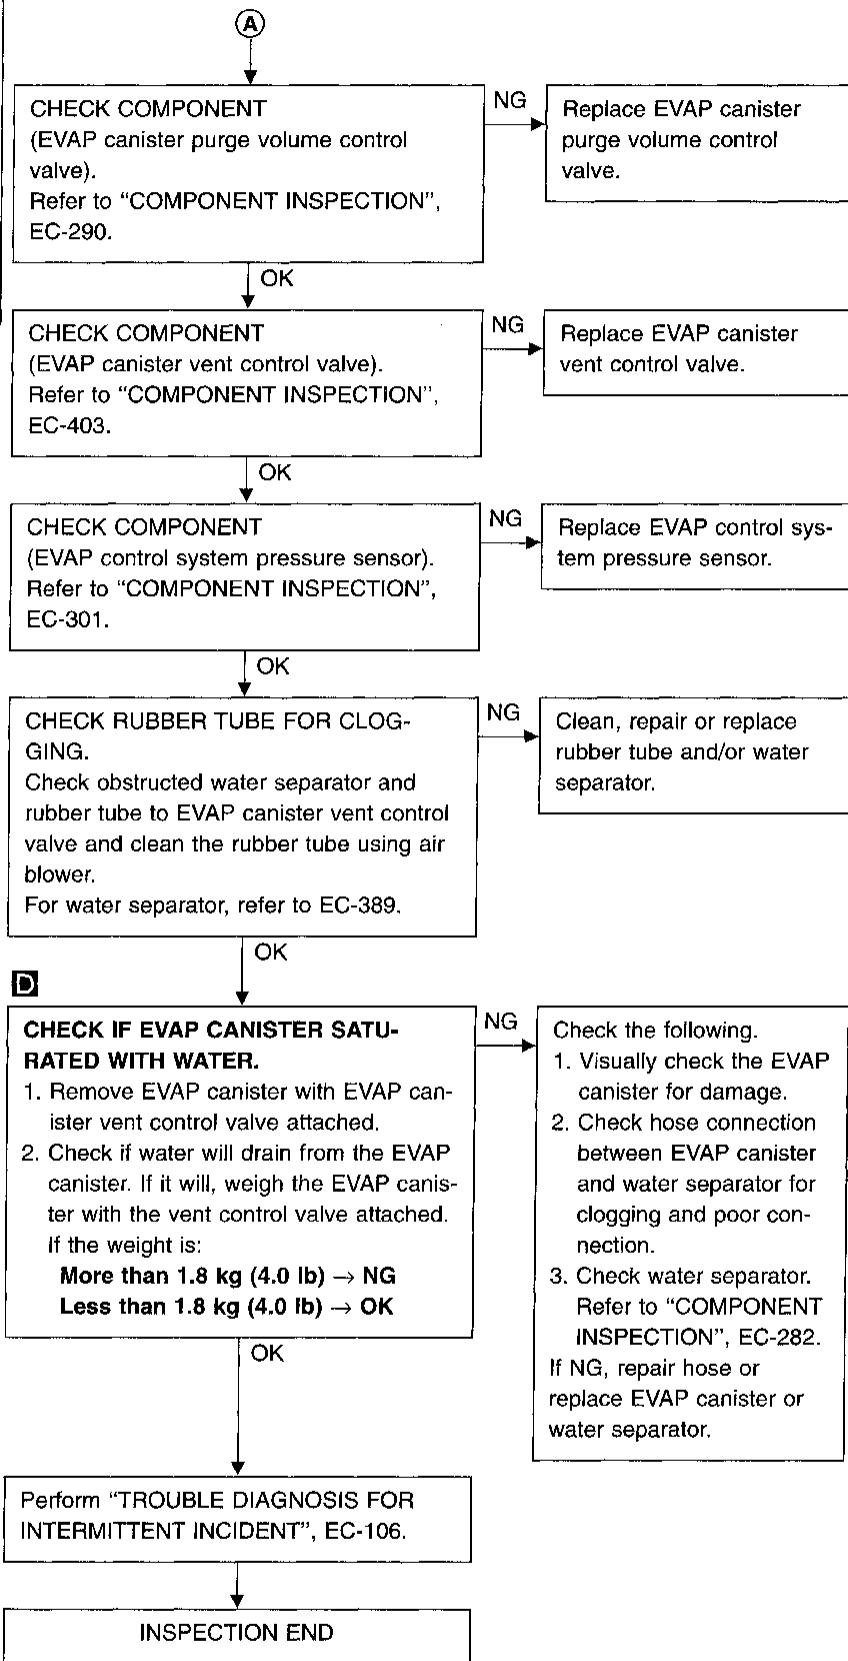 A
CHECK COMPONENT
(EVAP canister purge volume control
valve).
Refer to "COMPONENT INSPECTION",
EC-290.
NG
Replace EVAP canister
purge volume control
valve.
OK
CHECK COMPONENT
(EVAP canister vent control valve).
Refer to "COMPONENT INSPECTION",
EC-403.
NG
Replace EVAP canister
vent control valve.
OK
CHECK COMPONENT
(EVAP control system pressure sensor).
Refer to "COMPONENT INSPECTION",
EC-301.
NG
Replace EVAP control sys-
tem pressure sensor.
OK
CHECK RUBBER TUBE FOR CLOG-
GING.
Check obstructed water separator and
rubber tube to EVAP canister vent control
valve and clean the rubber tube using air
blower.
For water separator, refer to EC-389.
NG
Clean, repair or replace
rubber tube and/or water
separator.
OK
D
CHECK IF EVAP CANISTER SATU-
RATED WITH WATER.
1. Remove EVAP canister with EVAP can-
ister vent control valve attached.
2. Check if water will drain from the EVAP
canister. If it will, weigh the EVAP canis-
ter with the vent control valve attached.
If the weight is:
More than 1.8 kg (4.0 lb) → NG
Less than 1.8 kg (4.0 lb) → OK
NG
Check the following.
1. Visually check the EVAP
canister for damage.
2. Check hose connection
between EVAP canister
and water separator for
clogging and poor con-
nection.
3. Check water separator.
Refer to "COMPONENT
INSPECTION", EC-282.
If NG, repair hose or
replace EVAP canister or
water separator.
OK
Perform "TROUBLE DIAGNOSIS FOR
INTERMITTENT INCIDENT", EC-106.
INSPECTION END